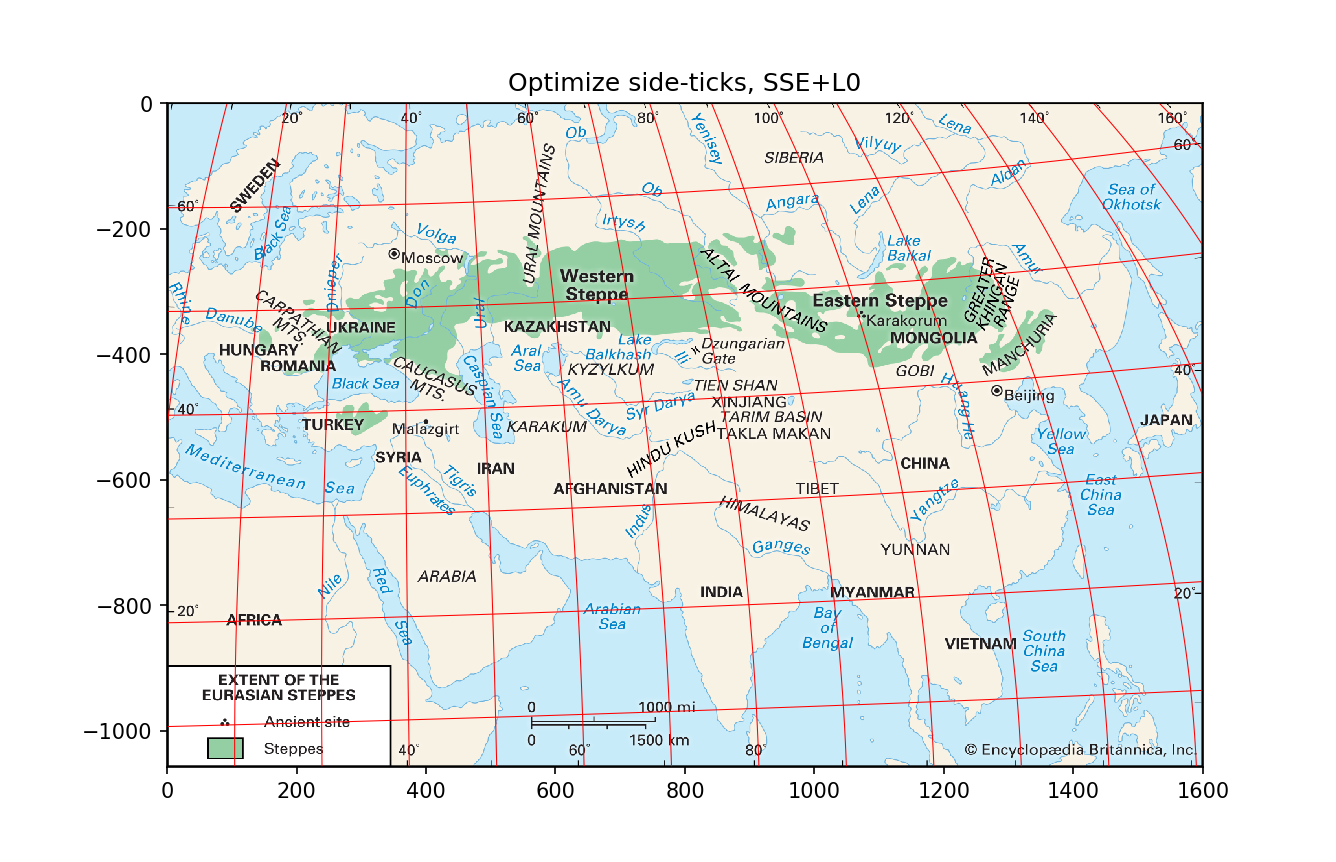 Optimize side-ticks, SSE+L0
0
−200
−400
−600
−800
−1000
0
200
400
600
800
1000
1200
1400
1600
20°
40°
60°
80°
100°
120°
140°
160°
60°
60°
40°
40°
20°
20°
40°
60°
80°
Ob
Yenisey
Lena
Vilyuy
SIBERIA
SWEDEN
URAL MOUNTAINS
Ob
Aldan
Sea of
Okhotsk
Angara
Lena
Irtysh
Black Sea
Volga
Lake
Baikal
Amur
Moscow
ALTAI MOUNTAINS
Dnieper
Don
Western
Steppe
Eastern Steppe
GREATER
KHINGAN
RANGE
Rhine
CARPATHIAN
MTS.
Danube
UKRAINE
KAZAKHSTAN
Karakorum
MONGOLIA
MANCHURIA
HUNGARY
ROMANIA
Aral
Sea
Lake
Balkhash
Ili
Dzungarian
Gate
KYZYLKUM
GOBI
CAUCASUS
MTS.
Caspian Sea
Black Sea
TIEN SHAN
XINJIANG
Huang He
Beijing
Amu Darya
Syr Darya
TARIM BASIN
TAKLA MAKAN
JAPAN
TURKEY
Malazgirt
KARAKUM
HINDU KUSH
Yellow
Sea
SYRIA
IRAN
CHINA
Mediterranean Sea
Tigris
Euphrates
AFGHANISTAN
TIBET
Yangtze
East
China
Sea
HIMALAYAS
Indus
Ganges
YUNNAN
Nile
Red
Sea
ARABIA
INDIA
MYANMAR
AFRICA
Arabian
Sea
Bay
of
Bengal
VIETNAM
South
China
Sea
EXTENT OF THE
EURASIAN STEPPES
Ancient site
Steppes
0 1000 mi
0 1500 km
© Encyclopædia Britannica, Inc.